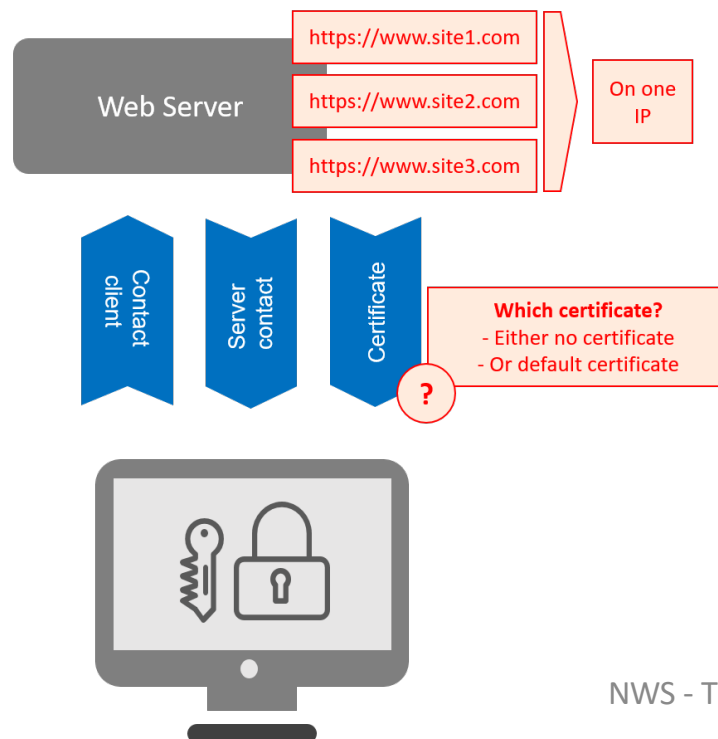 https://www.site1.com
Web Server
https://www.site2.com
On one
IP
https://www.site3.com
Contact
client
Server
contact
Certificate
Which certificate?
- Either no certificate
- Or default certificate
?
NWS - T